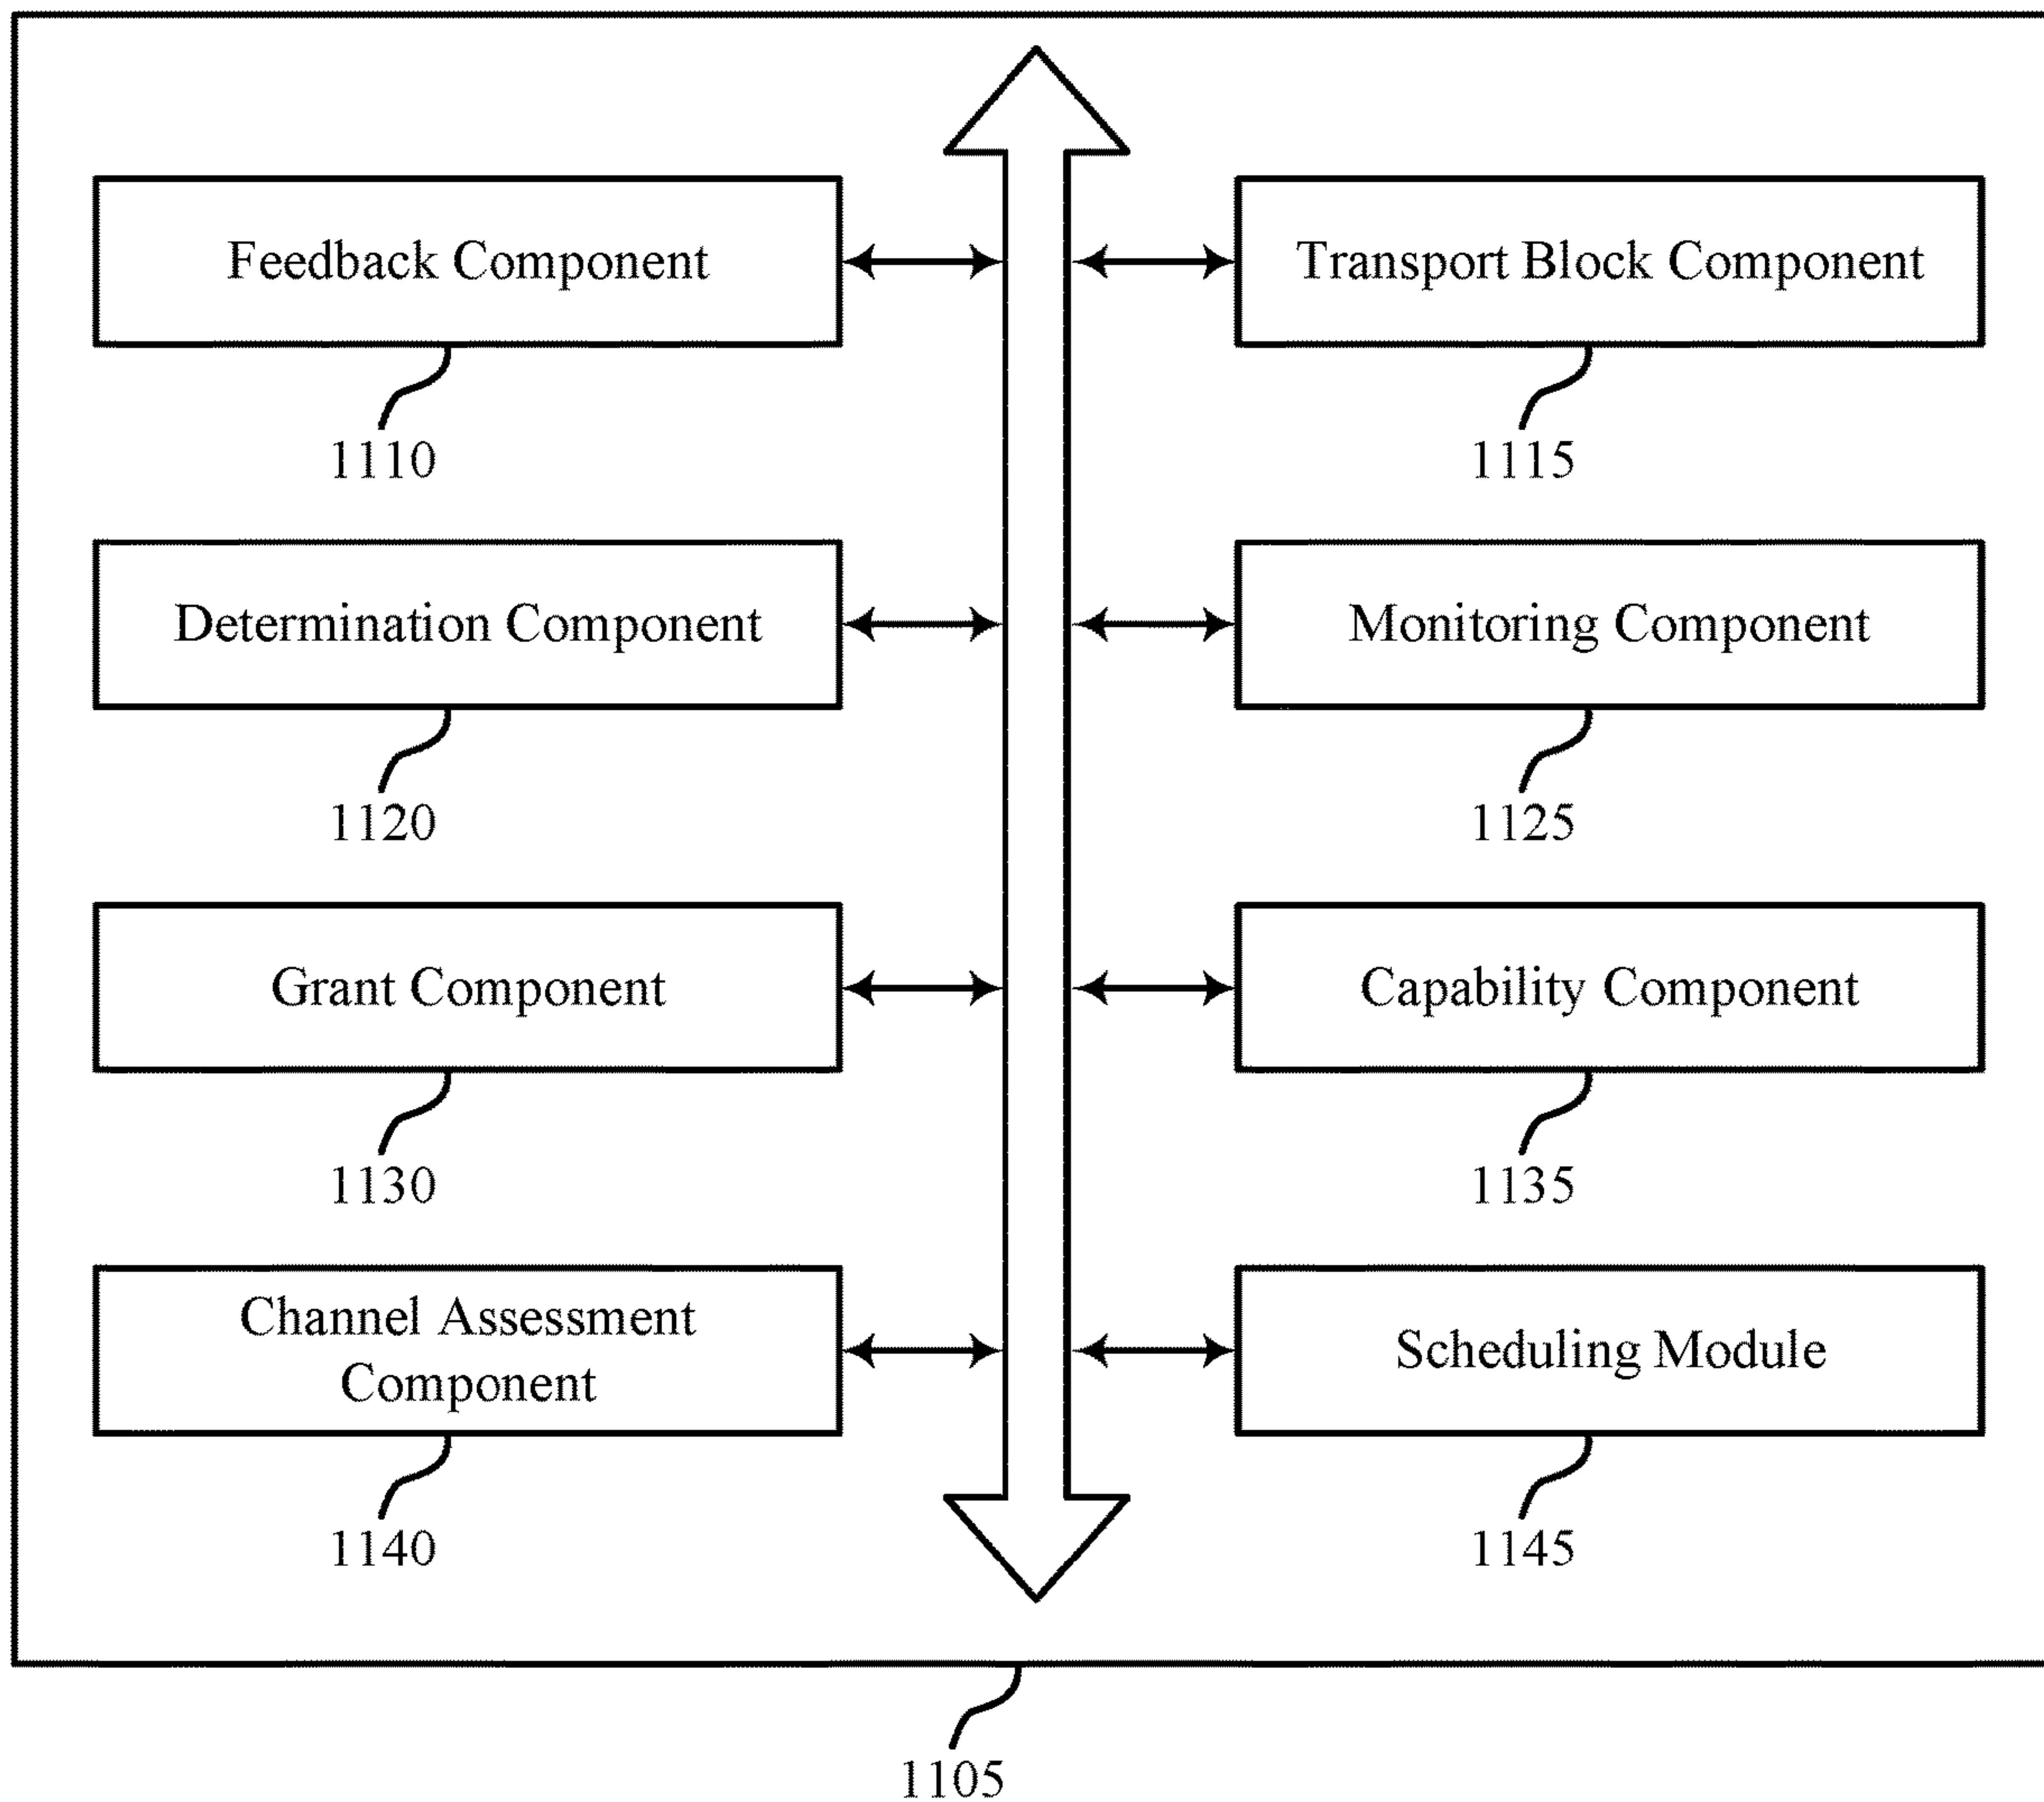 Feedback Component
Transport Block Component
1110
1115
Determination Component
Monitoring Component
1120
1125
Grant Component
Capability Component
1130
1135
Channel Assessment
Component
Scheduling Module
1140
1145
1105